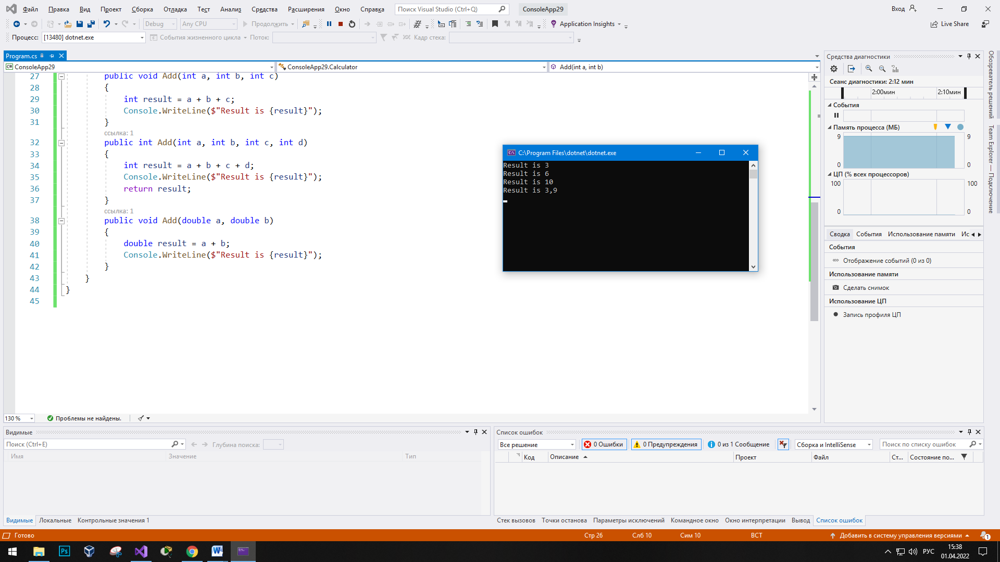 Файл Правка Вид Проект Сборка Отладка Тест Анализ Средства Расширения Окно Справка Поиск Visual Studio (Ctrl+Q) ConsoleApp29 Вход
Debug Any CPU Продолжить Application Insights Live Share
Процесс: [13480] dotnet.exe События жизненного цикла Поток: Кадр стека:
Program.cs
C# ConsoleApp29 ConsoleApp29.Calculator Add(int a, int b)
27 public void Add(int a, int b, int c)
28 {
29 int result = a + b + c;
30 Console.WriteLine($"Result is {result}");
31 }
ссылка: 1
32 public int Add(int a, int b, int c, int d)
33 {
34 int result = a + b + c + d;
35 Console.WriteLine($"Result is {result}");
36 return result;
37 }
ссылка: 1
38 public void Add(double a, double b)
39 {
40 double result = a + b;
41 Console.WriteLine($"Result is {result}");
42 }
43 }
44 }
45
C:\Program Files\dotnet\dotnet.exe
Result is 3
Result is 6
Result is 10
Result is 3,9
Средства диагностики
Сеанс диагностики: 2:12 мин
2:00мин 2:10мин
События
Память процесса (МБ)
9 9
0 0
ЦП (% всех процессоров)
100 100
0 0
Сводка События Использование памяти Ис
События
Отображение событий (0 из 0)
Использование памяти
Сделать снимок
Использование ЦП
Запись профиля ЦП
Обозреватель решений
Team Explorer — Подключение
130 % Проблемы не найдены.
Видимые
Поиск (Ctrl+E) Глубина поиска:
Имя Значение Тип
Видимые Локальные Контрольные значения 1
Список ошибок
Все решение 0 Ошибки 0 Предупреждения 0 из 1 Сообщение Сборка и IntelliSense Поиск по списку ошибок
Код Описание Проект Файл Ст... Состояние по...
Стек вызовов Точки останова Параметры исключений Командное окно Окно интерпретации Вывод Список ошибок
Готово Стр 26 Слб 10 Сим 10 ВСТ Добавить в систему управления версиями 1
Ps W РУС 15:38
01.04.2022